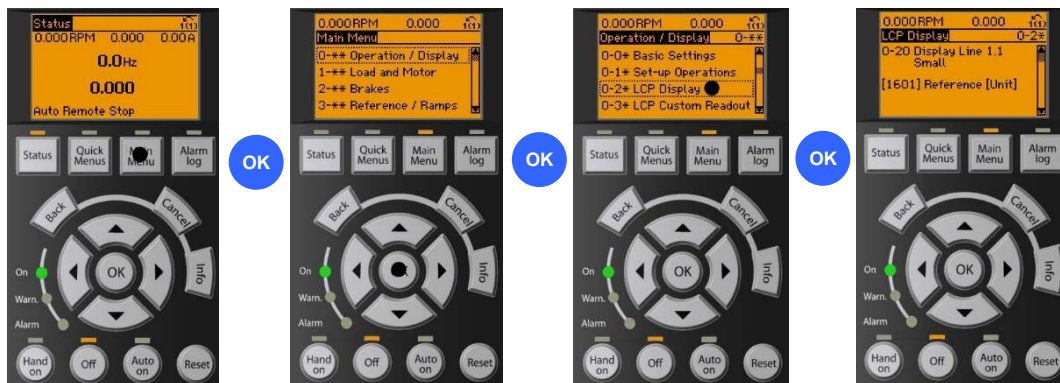 Status
1(1)
0.000RPM 0.000 0.00A
0.0Hz
0.000
Auto Remote Stop
Status
Quick
Menus
Menu
Alarm
log
Back
Cancel
Info
OK
On
Warn.
Alarm
Hand
on
Off
Auto
on
Reset
OK
0.000RPM 0.000 1(1)
Main Menu
0-** Operation / Display
1-** Load and Motor
2-** Brakes
3-** Reference / Ramps
Status
Quick
Menus
Main
Menu
Alarm
log
Back
Cancel
Info
On
Warn.
Alarm
Hand
on
Off
Auto
on
Reset
OK
0.000RPM 0.000 1(1)
Operation / Display 0-**
0-0* Basic Settings
0-1* Set-up Operations
0-2* LCP Display
0-3* LCP Custom Readout
Status
Quick
Menus
Main
Menu
Alarm
log
Back
Cancel
Info
OK
On
Warn.
Alarm
Hand
on
Off
Auto
on
Reset
OK
0.000RPM 0.000 1(1)
LCP Display 0-2*
0-20 Display Line 1.1
Small
[1601] Reference [Unit]
Status
Quick
Menus
Main
Menu
Alarm
log
Back
Cancel
Info
OK
On
Warn.
Alarm
Hand
on
Off
Auto
on
Reset